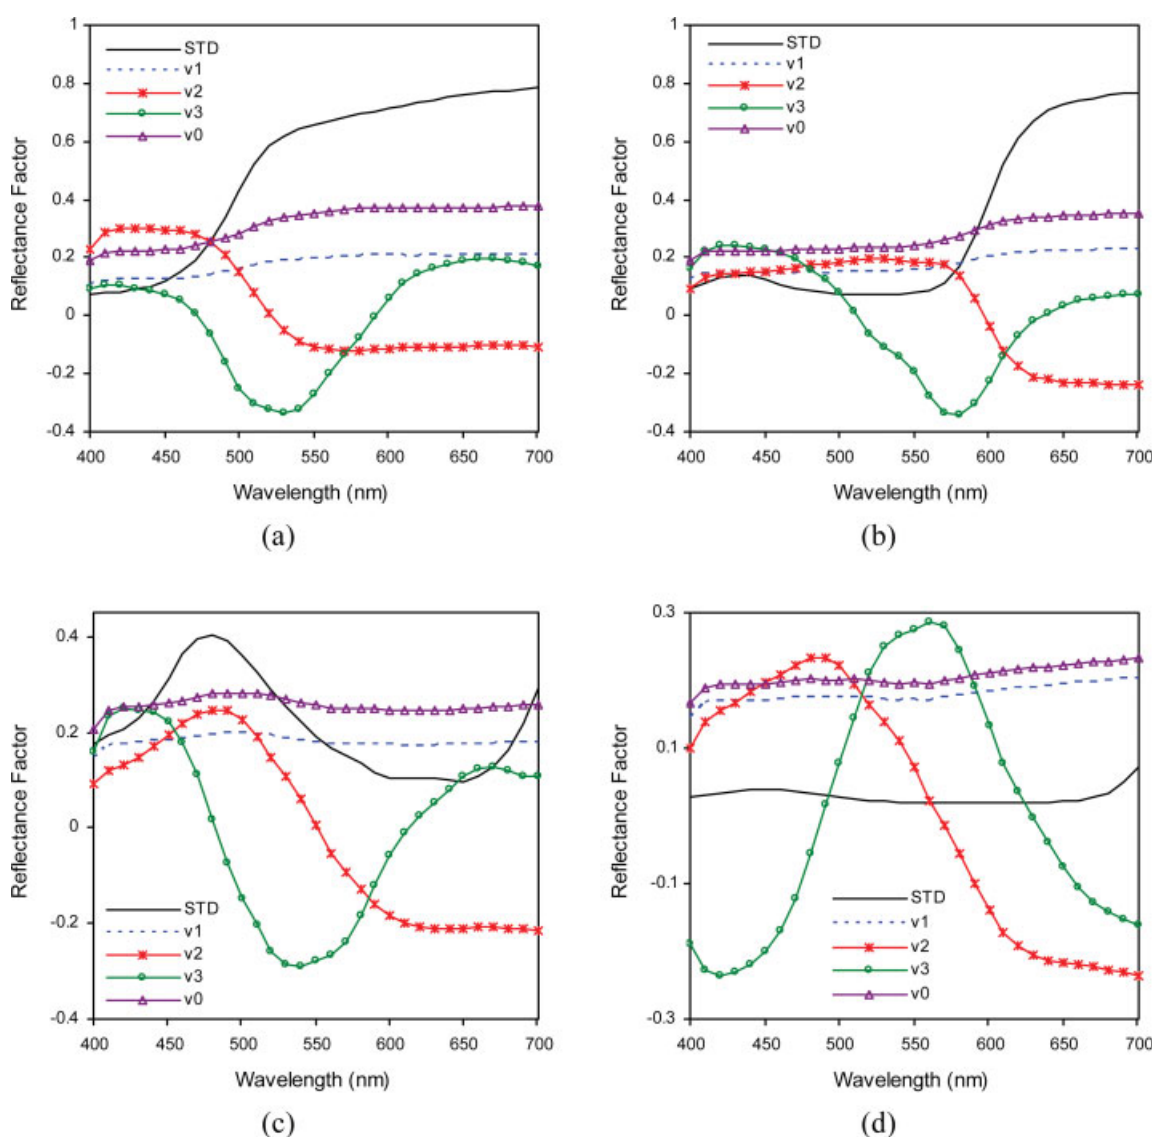 1
0.8
0.6
0.4
0.2
0
-0.2
-0.4
Reflectance Factor
STD
v1
v2
v3
v0
400 450 500 550 600 650 700
Wavelength (nm)
(a)
1
0.8
0.6
0.4
0.2
0
-0.2
-0.4
Reflectance Factor
STD
v1
v2
v3
v0
400 450 500 550 600 650 700
Wavelength (nm)
(b)
0.4
0.2
0
-0.2
-0.4
Reflectance Factor
STD
v1
v2
v3
v0
400 450 500 550 600 650 700
Wavelength (nm)
(c)
0.3
0.1
-0.1
-0.3
Reflectance Factor
STD
v1
v2
v3
v0
400 450 500 550 600 650 700
Wavelength (nm)
(d)